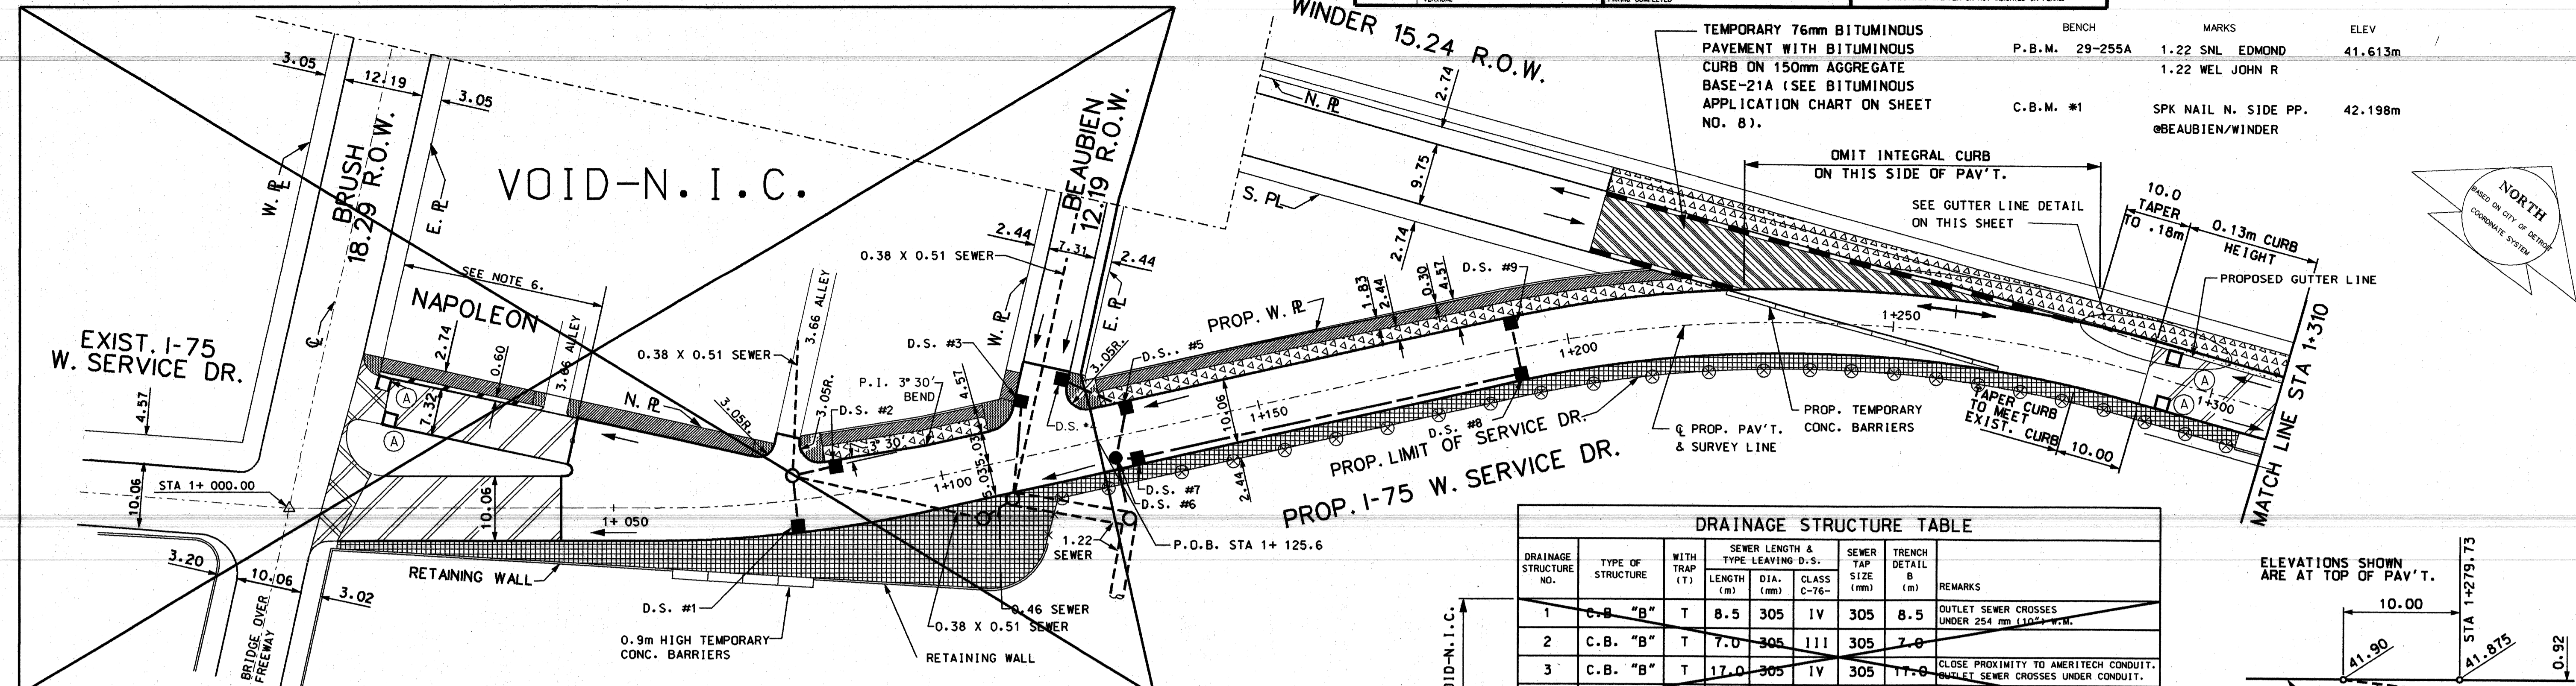 WINDER 15.24 R.O.W.
TEMPORARY 76mm BITUMINOUS
PAVEMENT WITH BITUMINOUS
CURB ON 150mm AGGREGATE
BASE-21A (SEE BITUMINOUS
APPLICATION CHART ON SHEET
NO. 8).
BENCH MARKS ELEV
P.B.M. 29-255A 1.22 SNL EDMOND 41.613m
1.22 WEL JOHN R
C.B.M. *1 SPK NAIL N. SIDE PP. 42.198m
@BEAUBIEN/WINDER
3.05
12.19
3.05
W. PL
BRUSH
18.29 R.O.W.
E. PL
VOID-N.I.C.
BEAUBIEN
12.19 R.O.W.
2.44
7.31
2.44
0.38 X 0.51 SEWER
W. PL
E. PL
N. PL
2.74
9.75
S. PL
2.74
OMIT INTEGRAL CURB
ON THIS SIDE OF PAV'T.
SEE GUTTER LINE DETAIL
ON THIS SHEET
10.0
TAPER
TO .18m
0.13m CURB
HEIGHT
PROPOSED GUTTER LINE
NORTH
BASED ON CITY OF DETROIT
COORDINATE SYSTEM
SEE NOTE 6.
NAPOLEON
EXIST. I-75
W. SERVICE DR.
4.57
CL
2.74
0.60
3.66 ALLEY
7.32
A
A
N. PL
3.05R.
0.38 X 0.51 SEWER
3.66 ALLEY
3.05R.
D.S. #2
3° 30'
P.I. 3° 30'
BEND
D.S. #3
4.57
5.03
5.03
3.05R.
D.S.. #5
D.S. #
PROP. W. PL
1.83
2.44
0.30
4.57
D.S. #9
1+200
1+250
1+150
10.06
1+100
D.S. #8
D.S. #7
D.S. #6
2.44
PROP. LIMIT OF SERVICE DR.
PROP. I-75 W. SERVICE DR.
CL PROP. PAV'T.
& SURVEY LINE
PROP. TEMPORARY
CONC. BARRIERS
TAPER CURB
TO MEET
EXIST. CURB
10.00
A
A
1+300
MATCH LINE STA 1+310
10.06
STA 1+ 000.00
10.06
1+ 050
1.22
SEWER
P.O.B. STA 1+ 125.6
3.20
10.06
3.02
RETAINING WALL
D.S. #1
0.9m HIGH TEMPORARY
CONC. BARRIERS
0.46 SEWER
0.38 X 0.51 SEWER
RETAINING WALL
BRIDGE OVER
FREEWAY
DRAINAGE STRUCTURE TABLE
DRAINAGE STRUCTURE NO. TYPE OF STRUCTURE WITH TRAP (T) SEWER LENGTH & TYPE LEAVING D.S. SEWER TAP SIZE (mm) TRENCH DETAIL B (m) REMARKS
LENGTH (m) DIA. (mm) CLASS C-76-
1 C.B. "B" T 8.5 305 IV 305 8.5 OUTLET SEWER CROSSES
UNDER 254 mm (10") W.M.
2 C.B. "B" T 7.0 305 III 305 7.0
3 C.B. "B" T 17.0 305 IV 305 17.0 CLOSE PROXIMITY TO AMERITECH CONDUIT.
OUTLET SEWER CROSSES UNDER CONDUIT.
ELEVATIONS SHOWN
ARE AT TOP OF PAV'T.
10.00
STA 1+279.73
41.90
41.875
0.92